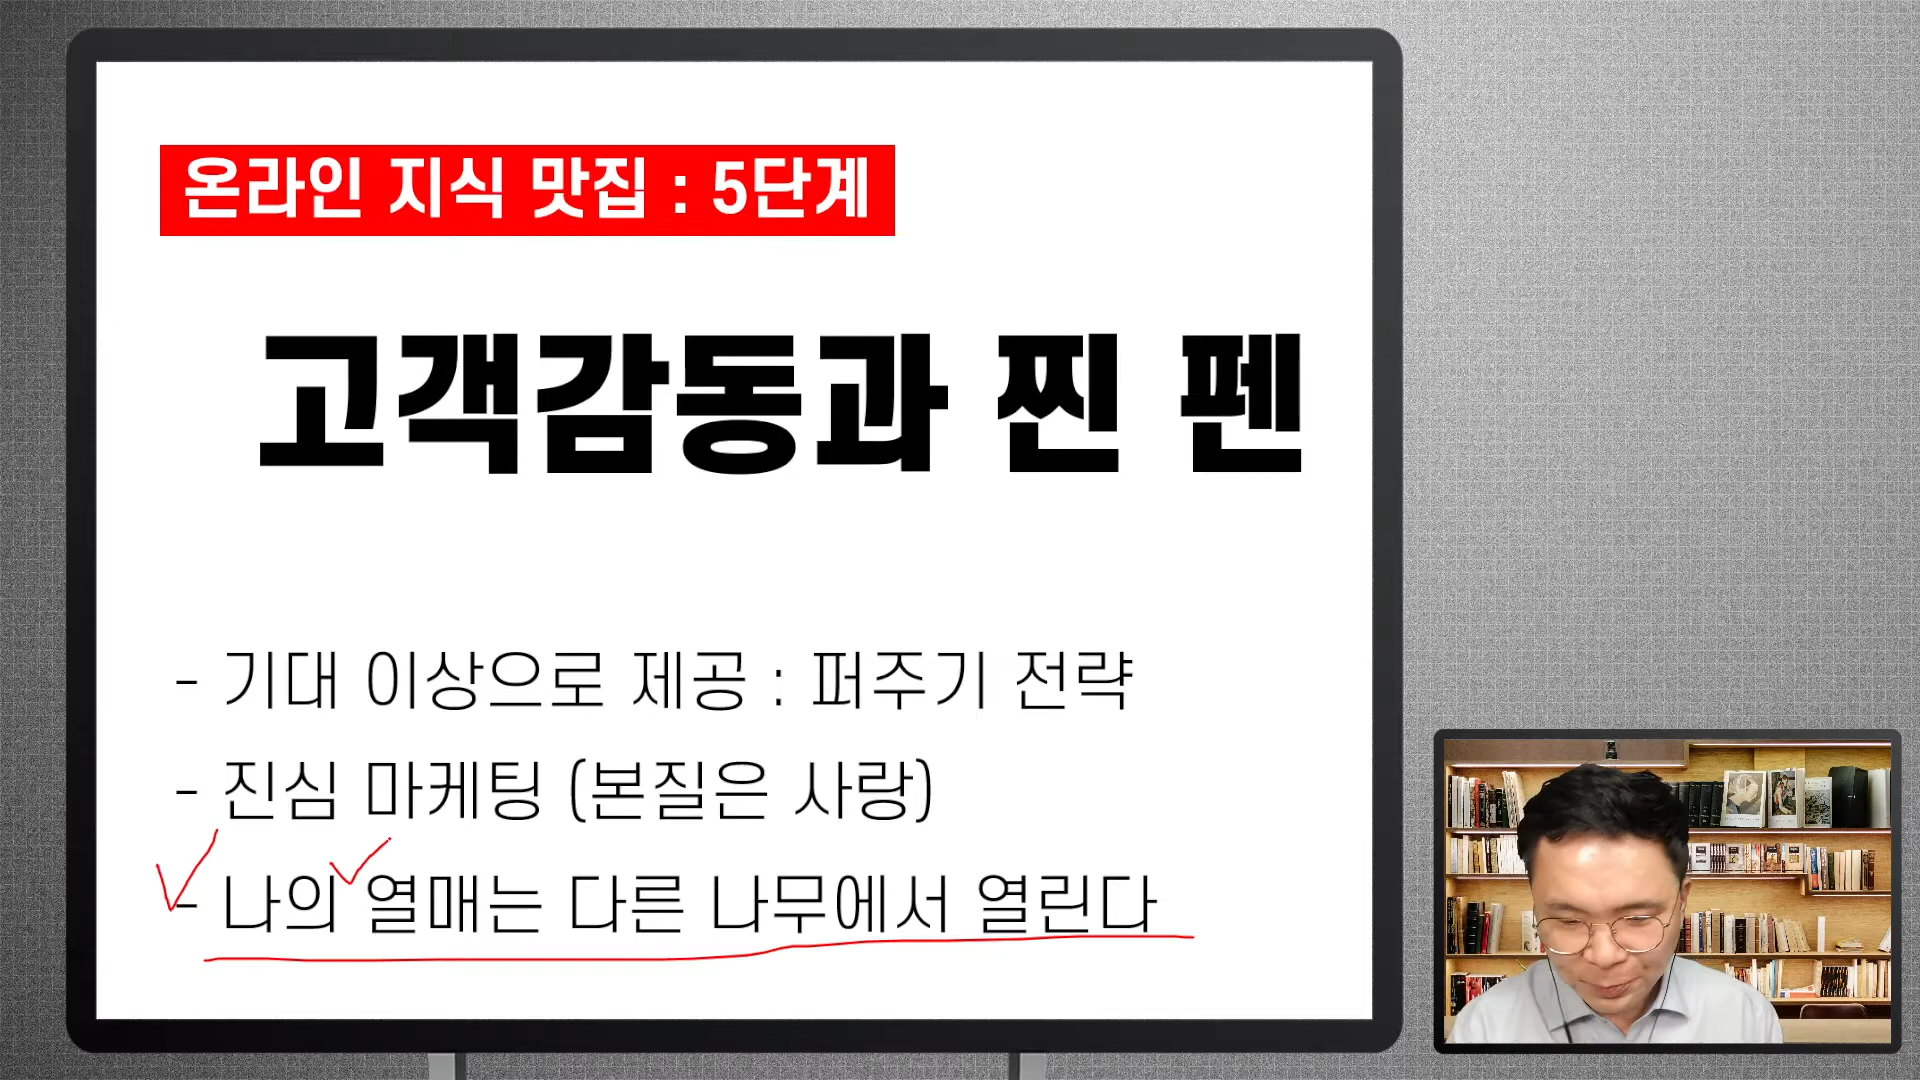 온라인 지식 맛집 : 5단계
고객감동과 찐 펜
- 기대 이상으로 제공 : 퍼주기 전략
- 진심 마케팅 (본질은 사랑)
- 나의 열매는 다른 나무에서 열린다